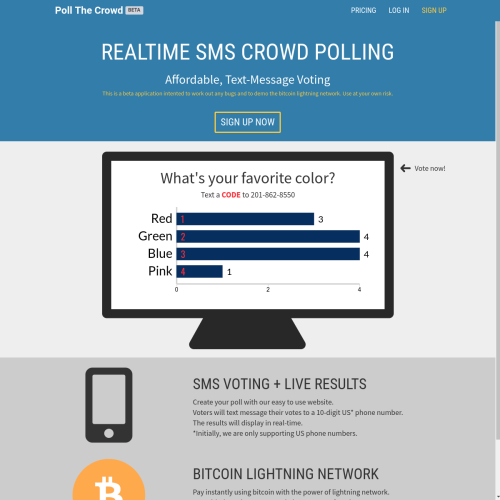 Poll The Crowd BETA
PRICING LOG IN SIGN UP
REALTIME SMS CROWD POLLING
Affordable, Text-Message Voting
This is a beta application intended to work out any bugs and to demo the bitcoin lightning network. Use at your own risk.
SIGN UP NOW
Vote now!
What's your favorite color?
Text a CODE to 201-862-8550
Red 1 3
Green 2 4
Blue 3 4
Pink 4 1
0 2 4
SMS VOTING + LIVE RESULTS
Create your poll with our easy to use website.
Voters will text message their votes to a 10-digit US* phone number.
The results will display in real-time.
*Initially, we are only supporting US phone numbers.
BITCOIN LIGHTNING NETWORK
Pay instantly using bitcoin with the power of lightning network.